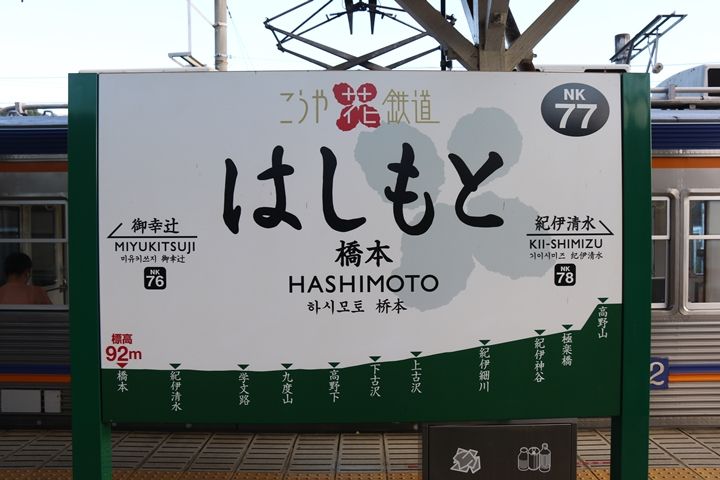 こうや花鉄道
NK
77
はしもと
橋本
HASHIMOTO
하시모토 桥本
御幸辻
MIYUKITSUJI
미유키쓰지 御幸辻
NK
76
紀伊清水
KII-SHIMIZU
기이시미즈 纪伊清水
NK
78
標高
92m
橋本
紀伊清水
学文路
九度山
高野下
下古沢
上古沢
紀伊細川
紀伊神谷
極楽橋
高野山
2